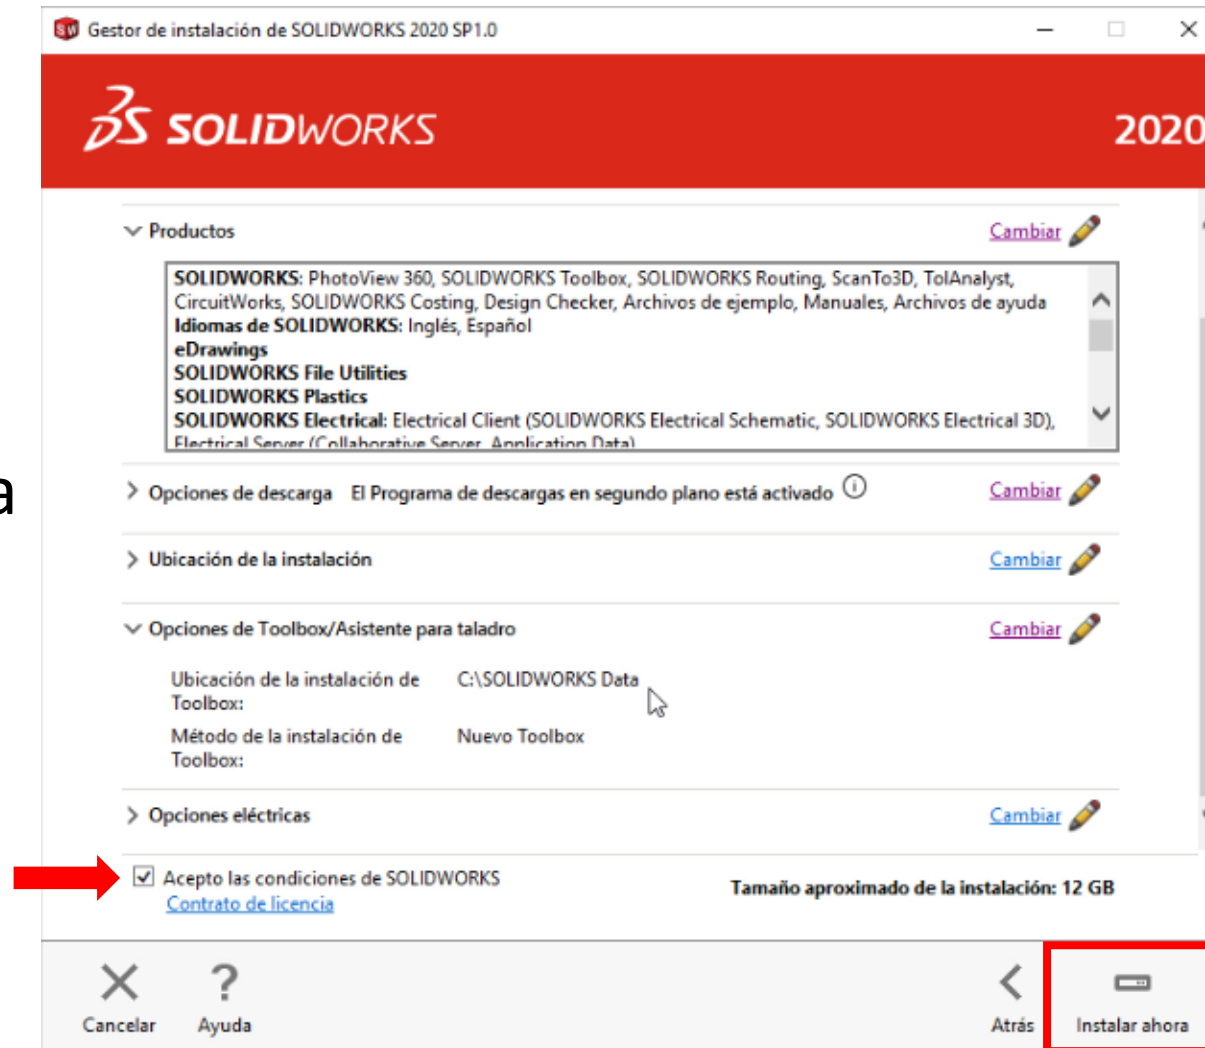 Gestor de instalación de SOLIDWORKS 2020 SP1.0
SOLIDWORKS
2020
Productos
Cambiar
SOLIDWORKS: PhotoView 360, SOLIDWORKS Toolbox, SOLIDWORKS Routing, ScanTo3D, TolAnalyst,
CircuitWorks, SOLIDWORKS Costing, Design Checker, Archivos de ejemplo, Manuales, Archivos de ayuda
Idiomas de SOLIDWORKS: Inglés, Español
eDrawings
SOLIDWORKS File Utilities
SOLIDWORKS Plastics
SOLIDWORKS Electrical: Electrical Client (SOLIDWORKS Electrical Schematic, SOLIDWORKS Electrical 3D),
Electrical Server (Collaborative Server, Application Data)
a
Opciones de descarga El Programa de descargas en segundo plano está activado
Cambiar
Ubicación de la instalación
Cambiar
Opciones de Toolbox/Asistente para taladro
Cambiar
Ubicación de la instalación de C:\SOLIDWORKS Data
Toolbox:
Método de la instalación de Nuevo Toolbox
Toolbox:
Opciones eléctricas
Cambiar
Acepto las condiciones de SOLIDWORKS
Contrato de licencia
Tamaño aproximado de la instalación: 12 GB
Cancelar
Ayuda
Atrás
Instalar ahora